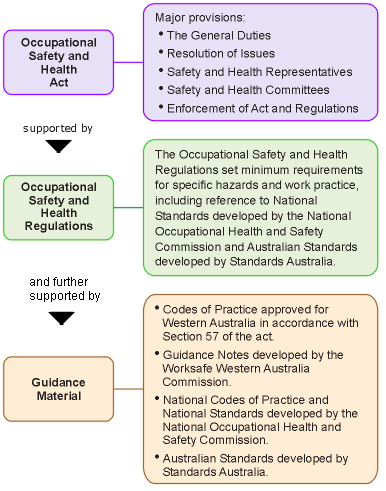 Occupational
Safety and
Health
Act
Major provisions:
• The General Duties
• Resolution of Issues
• Safety and Health Representatives
• Safety and Health Committees
• Enforcement of Act and Regulations
supported by
Occupational
Safety and
Health
Regulations
The Occupational Safety and Health
Regulations set minimum requirements
for specific hazards and work practice,
including reference to National
Standards developed by the National
Occupational Health and Safety
Commission and Australian Standards
developed by Standards Australia.
and further
supported by
Guidance
Material
• Codes of Practice approved for
Western Australia in accordance with
Section 57 of the act.
• Guidance Notes developed by the
Worksafe Western Australia
Commission.
• National Codes of Practice and
National Standards developed by the
National Occupational Health and
Safety Commission.
• Australian Standards developed by
Standards Australia.